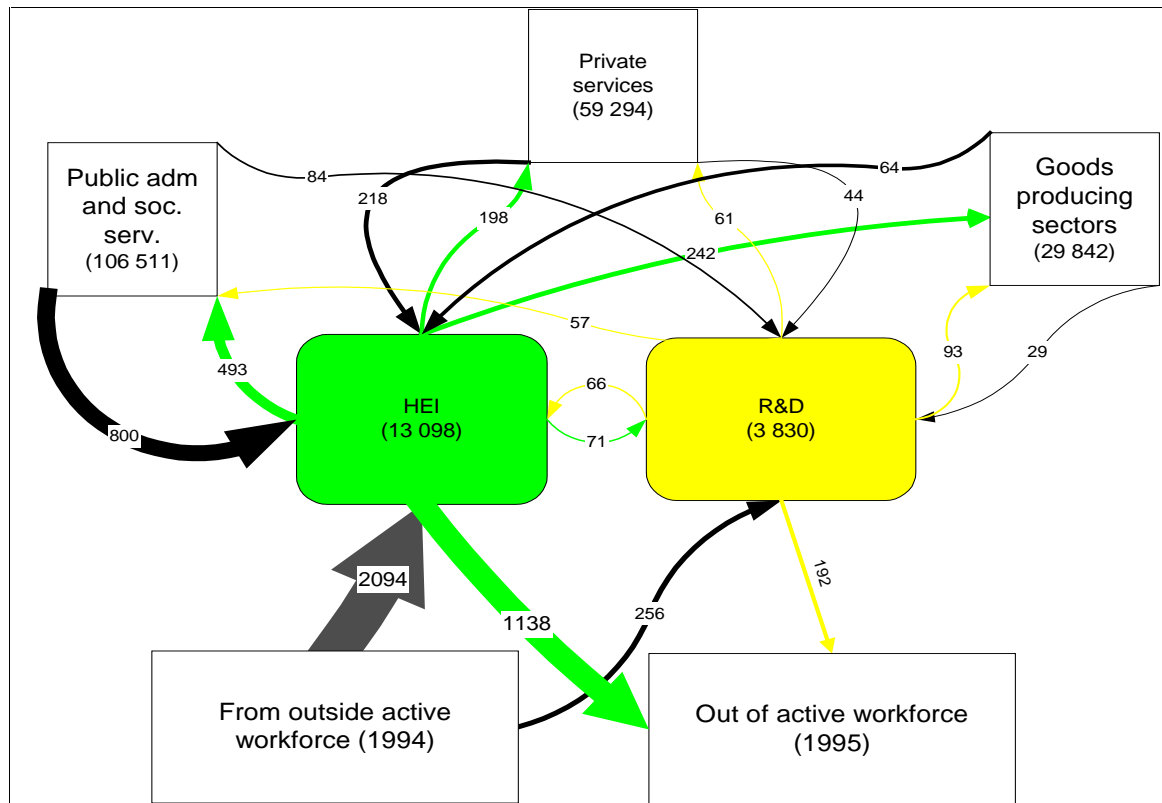 Private
services
(59 294)
Public adm
and soc.
serv.
(106 511)
Goods
producing
sectors
(29 842)
84
218
198
64
44
61
242
57
493
93
29
800
66
71
HEI
(13 098)
R&D
(3 830)
2094
1138
256
192
From outside active
workforce (1994)
Out of active workforce
(1995)